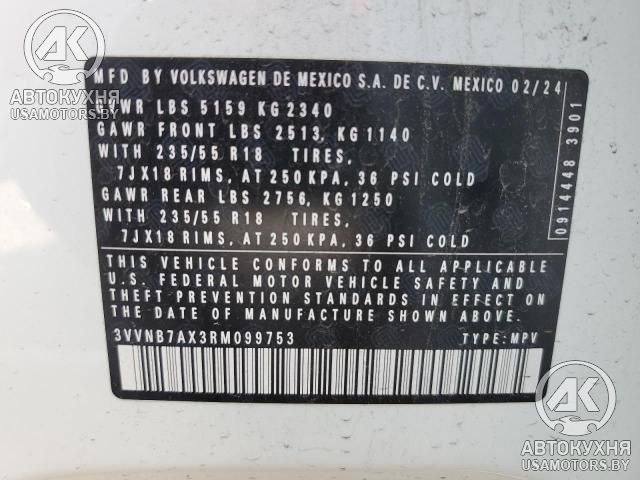 MFD BY VOLKSWAGEN DE MEXICO S.A. DE C.V. MEXICO 02/24
GVWR LBS 5159 KG 2340
GAWR FRONT LBS 2513, KG 1140
WITH 235/55 R18 TIRES,
7JX18 RIMS, AT 250 KPA, 36 PSI COLD
GAWR REAR LBS 2756, KG 1250
WITH 235/55 R18 TIRES,
7JX18 RIMS, AT 250 KPA, 36 PSI COLD
0914448 3901
THIS VEHICLE CONFORMS TO ALL APPLICABLE
U.S. FEDERAL MOTOR VEHICLE SAFETY AND
THEFT PREVENTION STANDARDS IN EFFECT ON
THE DATE OF MANUFACTURE SHOWN ABOVE.
3VVNB7AX3RM099753 TYPE: MPV
АК
АВТОКУХНЯ
USAMOTORS.BY
АК
АВТОКУХНЯ
USAMOTORS.BY